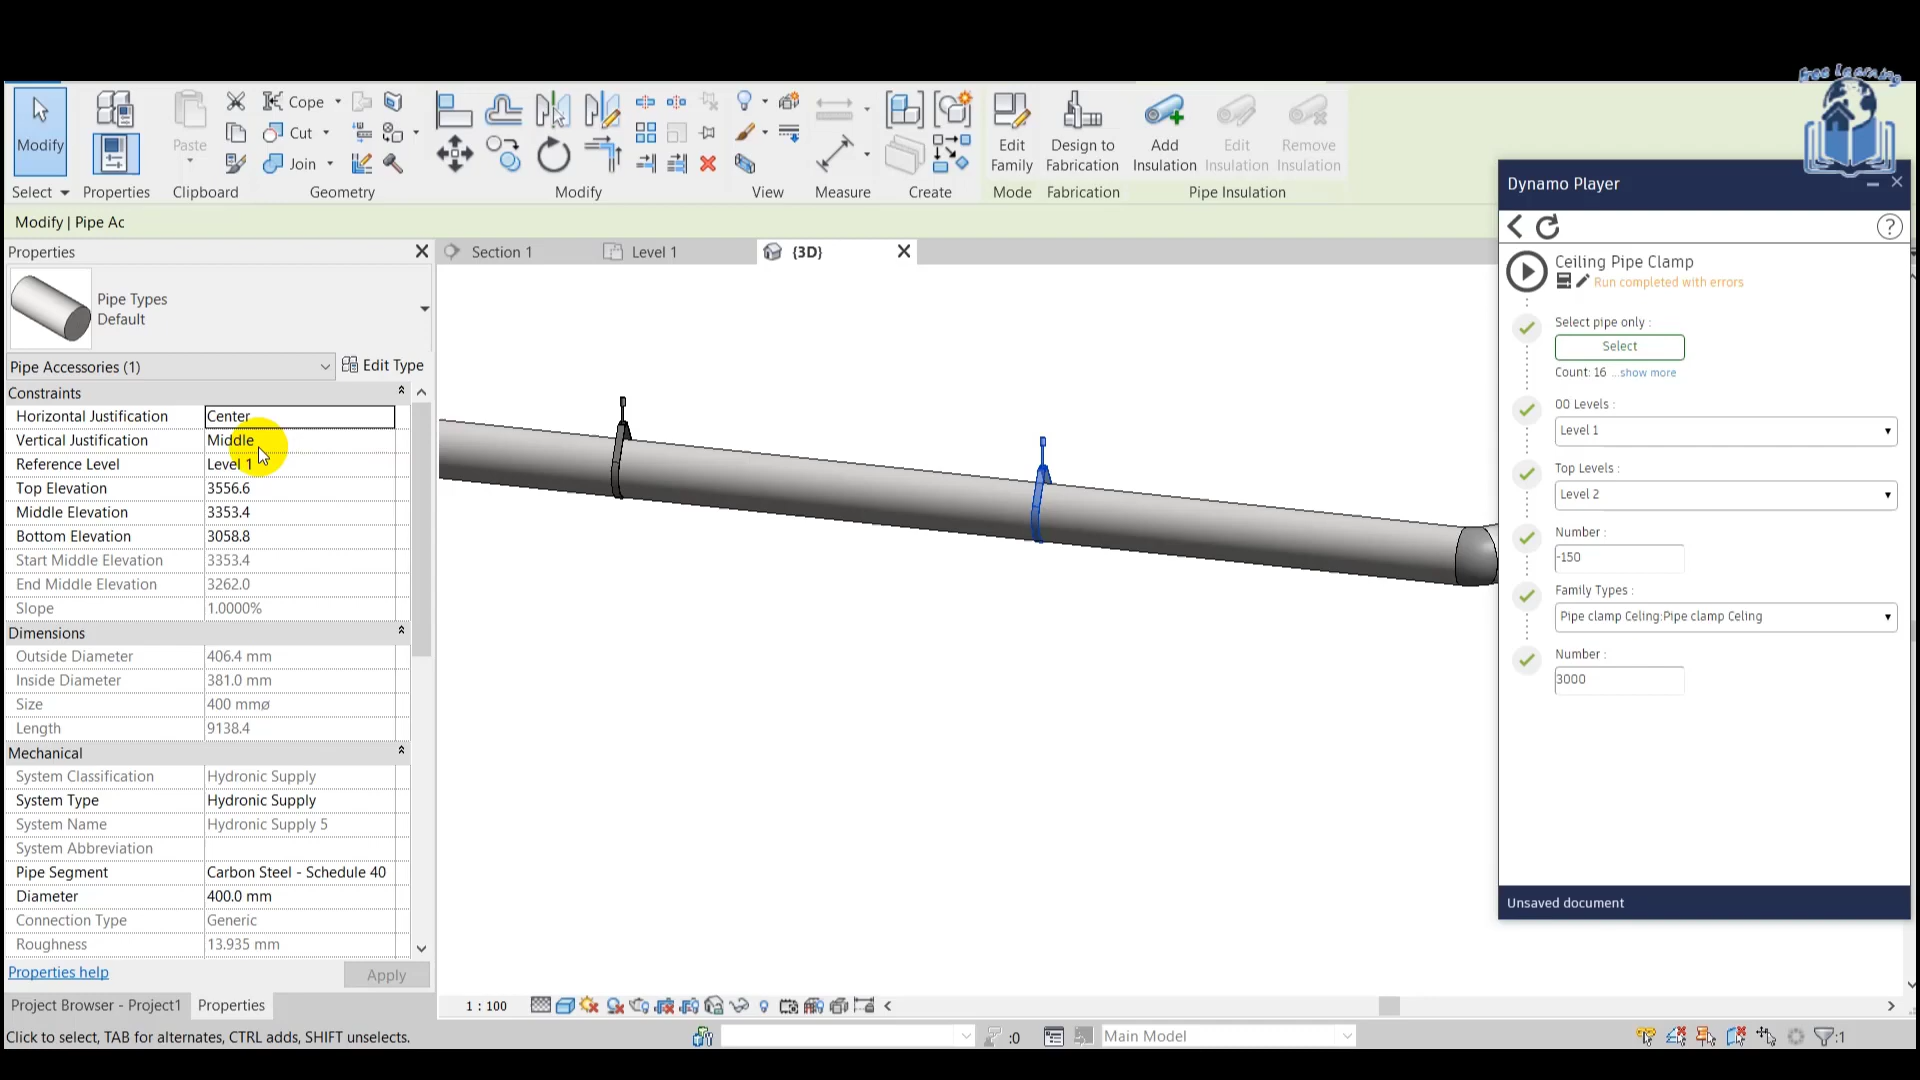 free learning
Modify
Paste
Cope
Cut
Join
Edit
Family
Design to
Fabrication
Add
Insulation
Edit
Insulation
Remove
Insulation
Select
Properties
Clipboard
Geometry
Modify
View
Measure
Create
Mode
Fabrication
Pipe Insulation
Modify | Pipe Ac
Properties
Pipe Types
Default
Pipe Accessories (1)
Edit Type
Constraints
Horizontal Justification Center
Vertical Justification Middle
Reference Level Level 1
Top Elevation 3556.6
Middle Elevation 3353.4
Bottom Elevation 3058.8
Start Middle Elevation 3353.4
End Middle Elevation 3262.0
Slope 1.0000%
Dimensions
Outside Diameter 406.4 mm
Inside Diameter 381.0 mm
Size 400 mmø
Length 9138.4
Mechanical
System Classification Hydronic Supply
System Type Hydronic Supply
System Name Hydronic Supply 5
System Abbreviation
Pipe Segment Carbon Steel - Schedule 40
Diameter 400.0 mm
Connection Type Generic
Roughness 13.935 mm
Properties help
Apply
Project Browser - Project1
Properties
Section 1
Level 1
{3D}
1 : 100
Dynamo Player
?
Ceiling Pipe Clamp
Run completed with errors
Select pipe only :
Select
Count: 16 ...show more
00 Levels :
Level 1
Top Levels :
Level 2
Number :
-150
Family Types :
Pipe clamp Celing:Pipe clamp Celing
Number :
3000
Unsaved document
Click to select, TAB for alternates, CTRL adds, SHIFT unselects.
:0
Main Model
:1